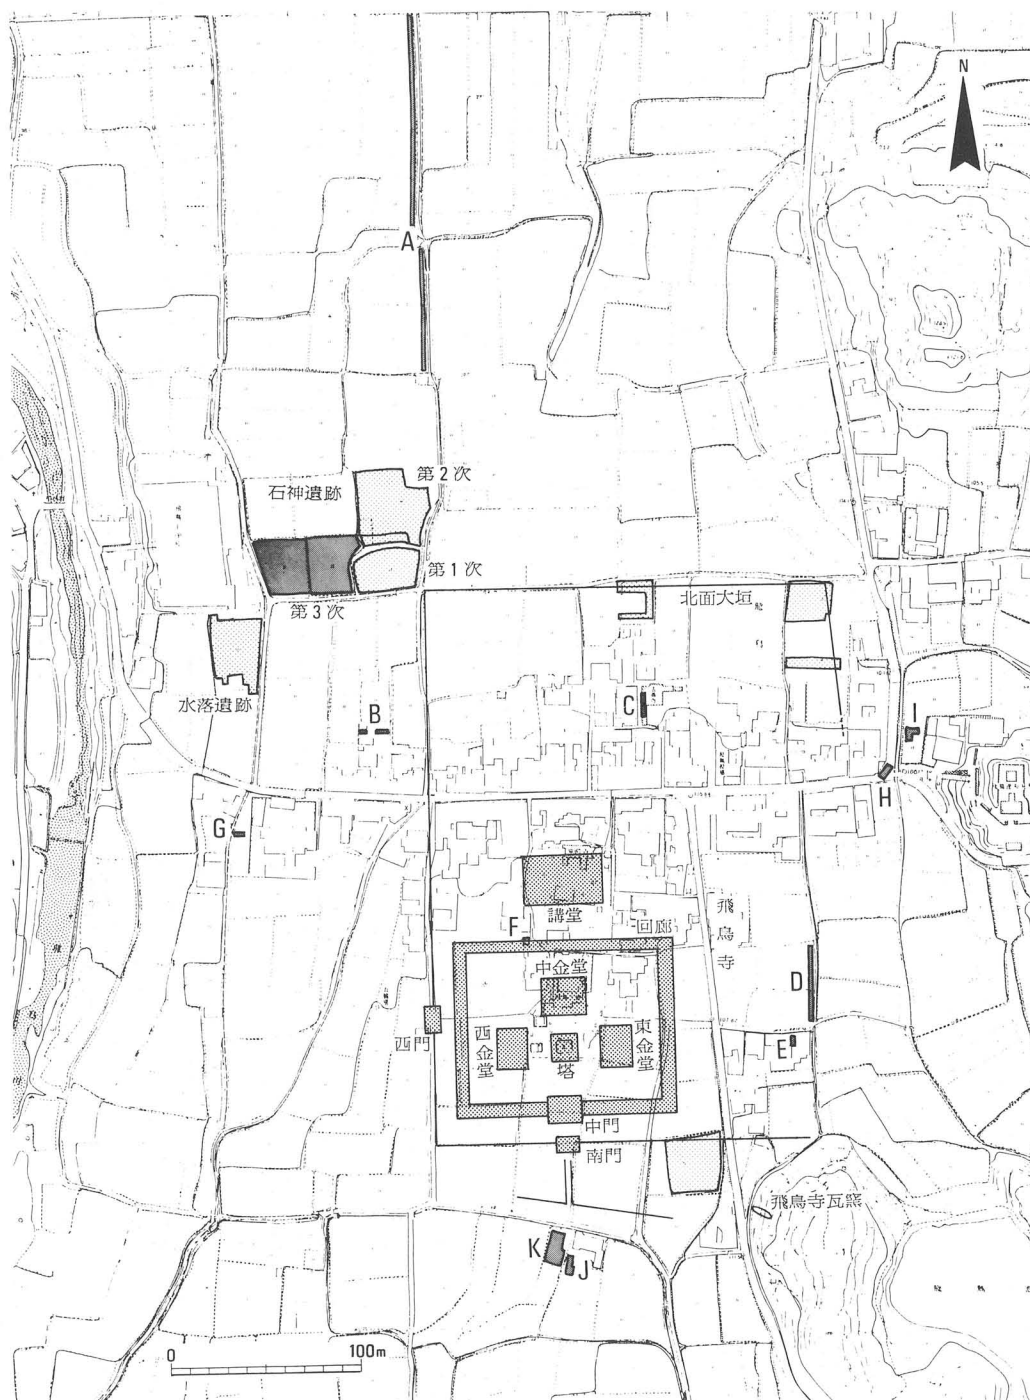 N
A
第2次
石神遺跡
第1次
第3次
北面大垣
水落遺跡
B
C
I
H
G
講堂
飛鳥寺
F
回廊
中金堂
D
西門
西金堂
塔
東金堂
E
中門
南門
飛鳥寺瓦窯
K
J
0
100m